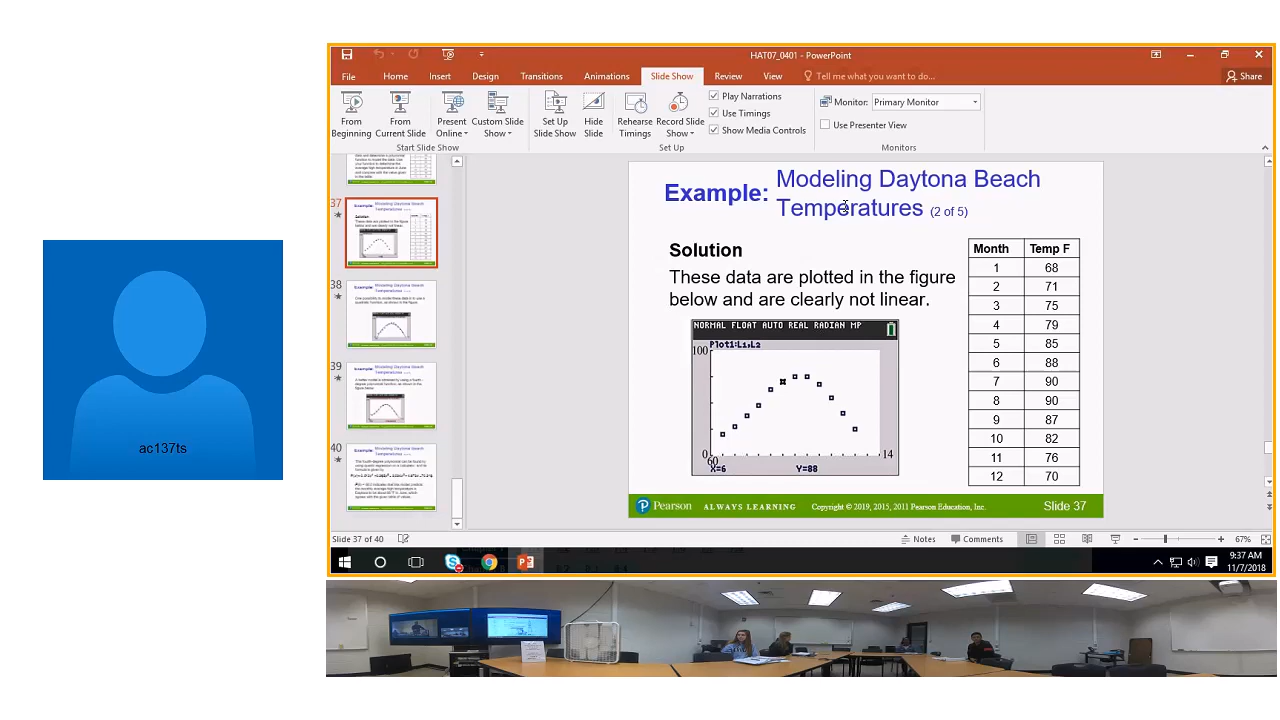 HAT07_0401 - PowerPoint
File Home Insert Design Transitions Animations Slide Show Review View Tell me what you want to do... Share
From Beginning
From Current Slide
Present Online
Custom Slide Show
Set Up Slide Show
Hide Slide
Rehearse Timings
Record Slide Show
Play Narrations
Use Timings
Show Media Controls
Monitor: Primary Monitor
Use Presenter View
Start Slide Show Set Up Monitors
37
38
39
40
Example: Modeling Daytona Beach
Temperatures (2 of 5)
Solution
These data are plotted in the figure
below and are clearly not linear.
NORMAL FLOAT AUTO REAL RADIAN MP
Plot1:L1,L2
100
0
60
14
X=6 Y=88
Month Temp F
1 68
2 71
3 75
4 79
5 85
6 88
7 90
8 90
9 87
10 82
11 76
12 70
Pearson ALWAYS LEARNING Copyright © 2019, 2015, 2011 Pearson Education, Inc. Slide 37
Slide 37 of 40 Notes Comments 67%
9:37 AM
11/7/2018
ac137ts